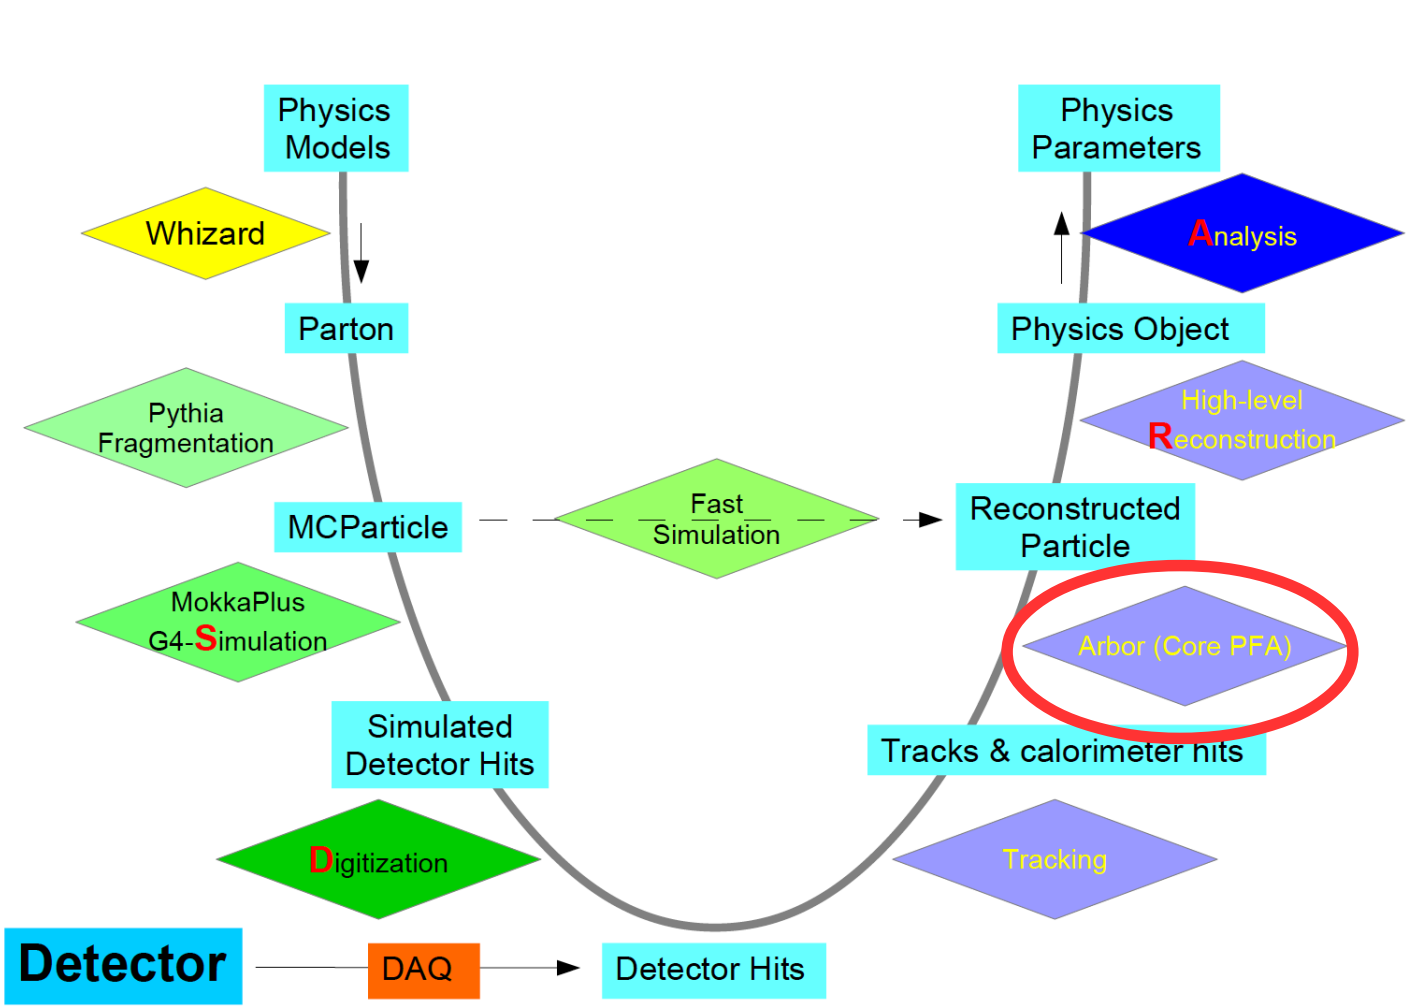 Physics
Models
Physics
Parameters
Whizard
Analysis
Parton
Physics Object
Pythia
Fragmentation
High-level
Reconstruction
MCParticle
Fast
Simulation
Reconstructed
Particle
MokkaPlus
G4-Simulation
Arbor (Core PFA)
Simulated
Detector Hits
Tracks & calorimeter hits
Digitization
Tracking
Detector
DAQ
Detector Hits